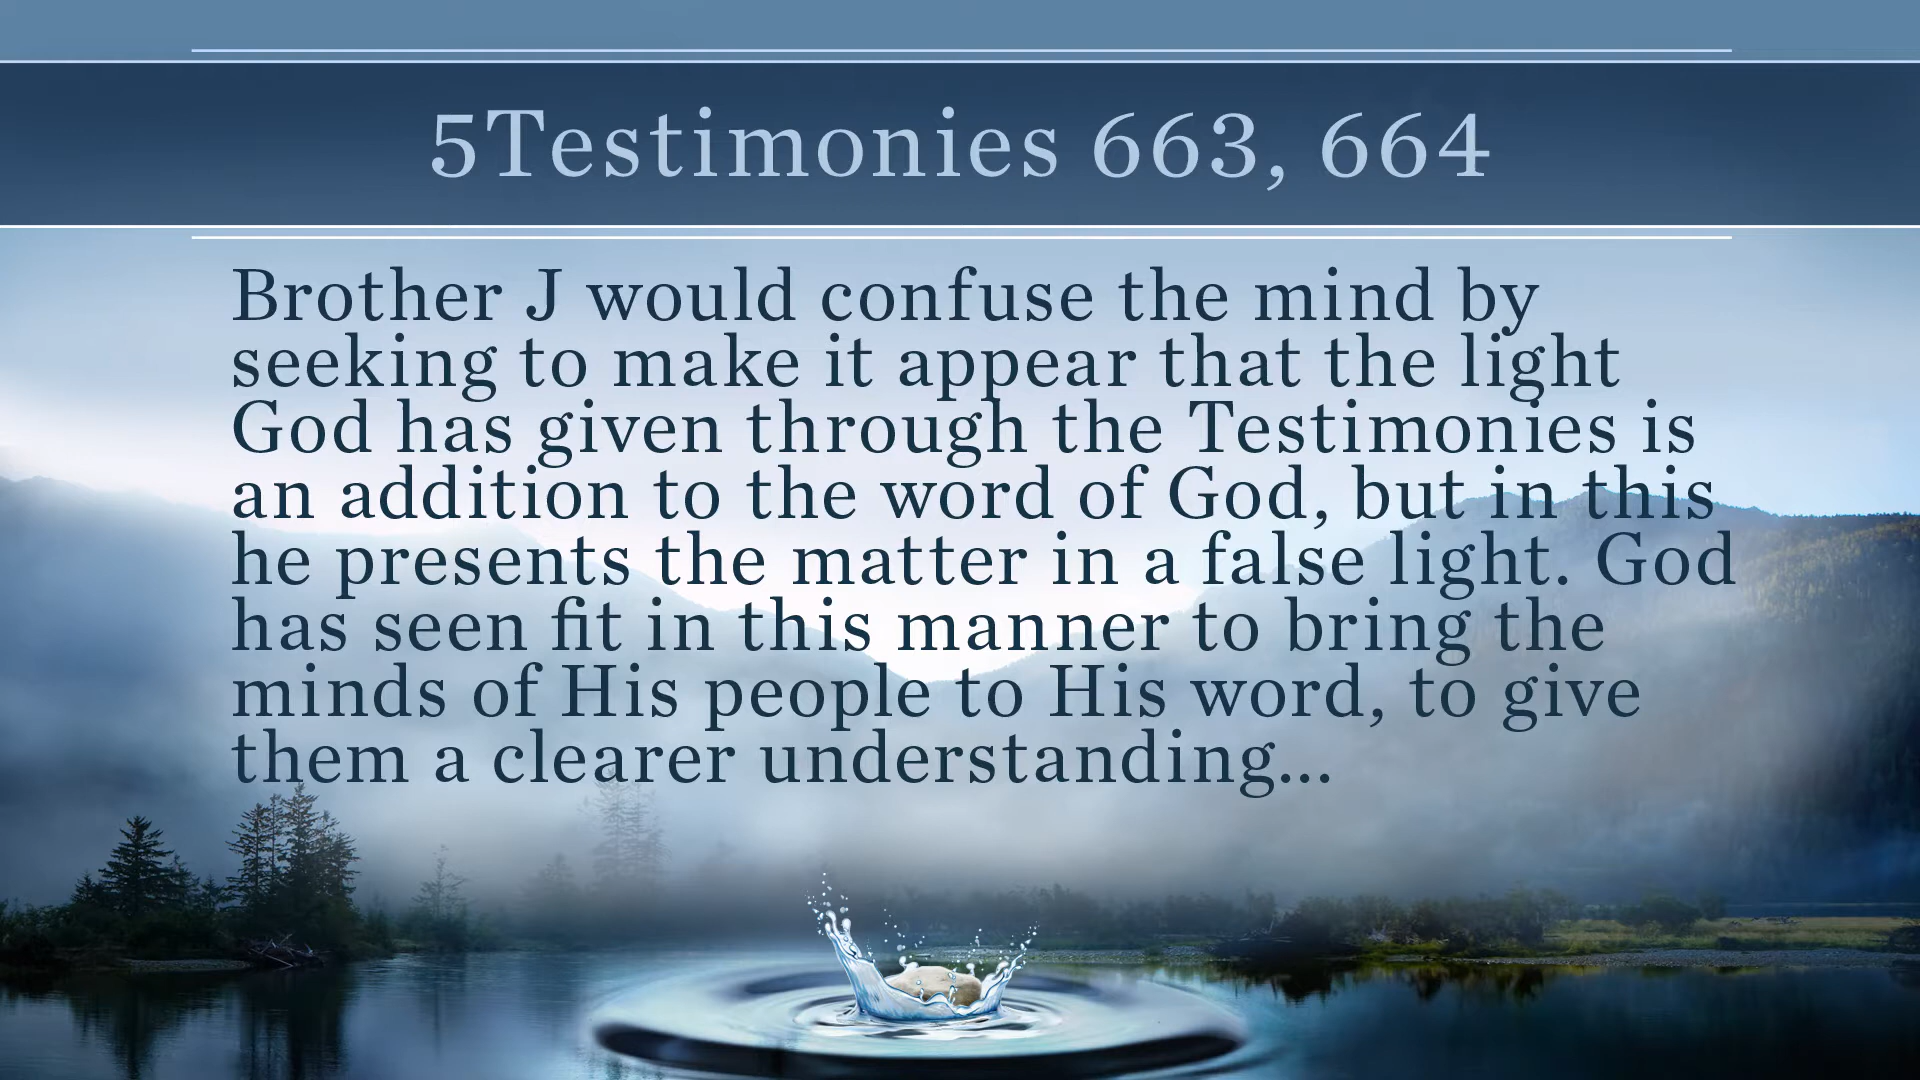 5Testimonies 663, 664
Brother J would confuse the mind by
seeking to make it appear that the light
God has given through the Testimonies is
an addition to the word of God, but in this
he presents the matter in a false light. God
has seen fit in this manner to bring the
minds of His people to His word, to give
them a clearer understanding...